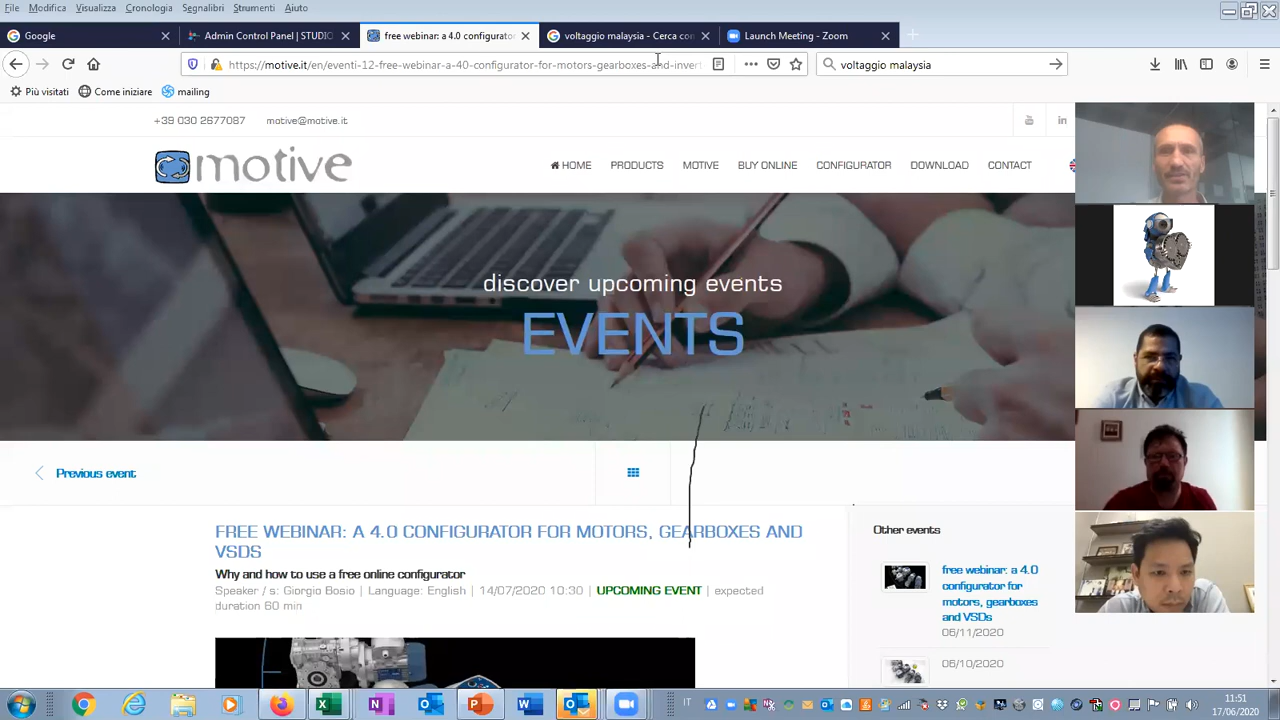 File Modifica Visualizza Cronologia Segnalibri Strumenti Aiuto
Google
Admin Control Panel | STUDIO
free webinar: a 4.0 configurator
voltaggio malaysia - Cerca con
Launch Meeting - Zoom
https://motive.it/en/eventi-12-free-webinar-a-40-configurator-for-motors-gearboxes-and-invert
voltaggio malaysia
Più visitati Come iniziare mailing
+39 030 2677087 motive@motive.it
motive
HOME PRODUCTS MOTIVE BUY ONLINE CONFIGURATOR DOWNLOAD CONTACT
discover upcoming events
EVENTS
Previous event
FREE WEBINAR: A 4.0 CONFIGURATOR FOR MOTORS, GEARBOXES AND
VSDS
Why and how to use a free online configurator
Speaker / s: Giorgio Bosio | Language: English | 14/07/2020 10:30 | UPCOMING EVENT | expected
duration 60 min
Other events
free webinar: a 4.0
configurator for
motors, gearboxes
and VSDs
06/11/2020
06/10/2020
IT
11:51
17/06/2020